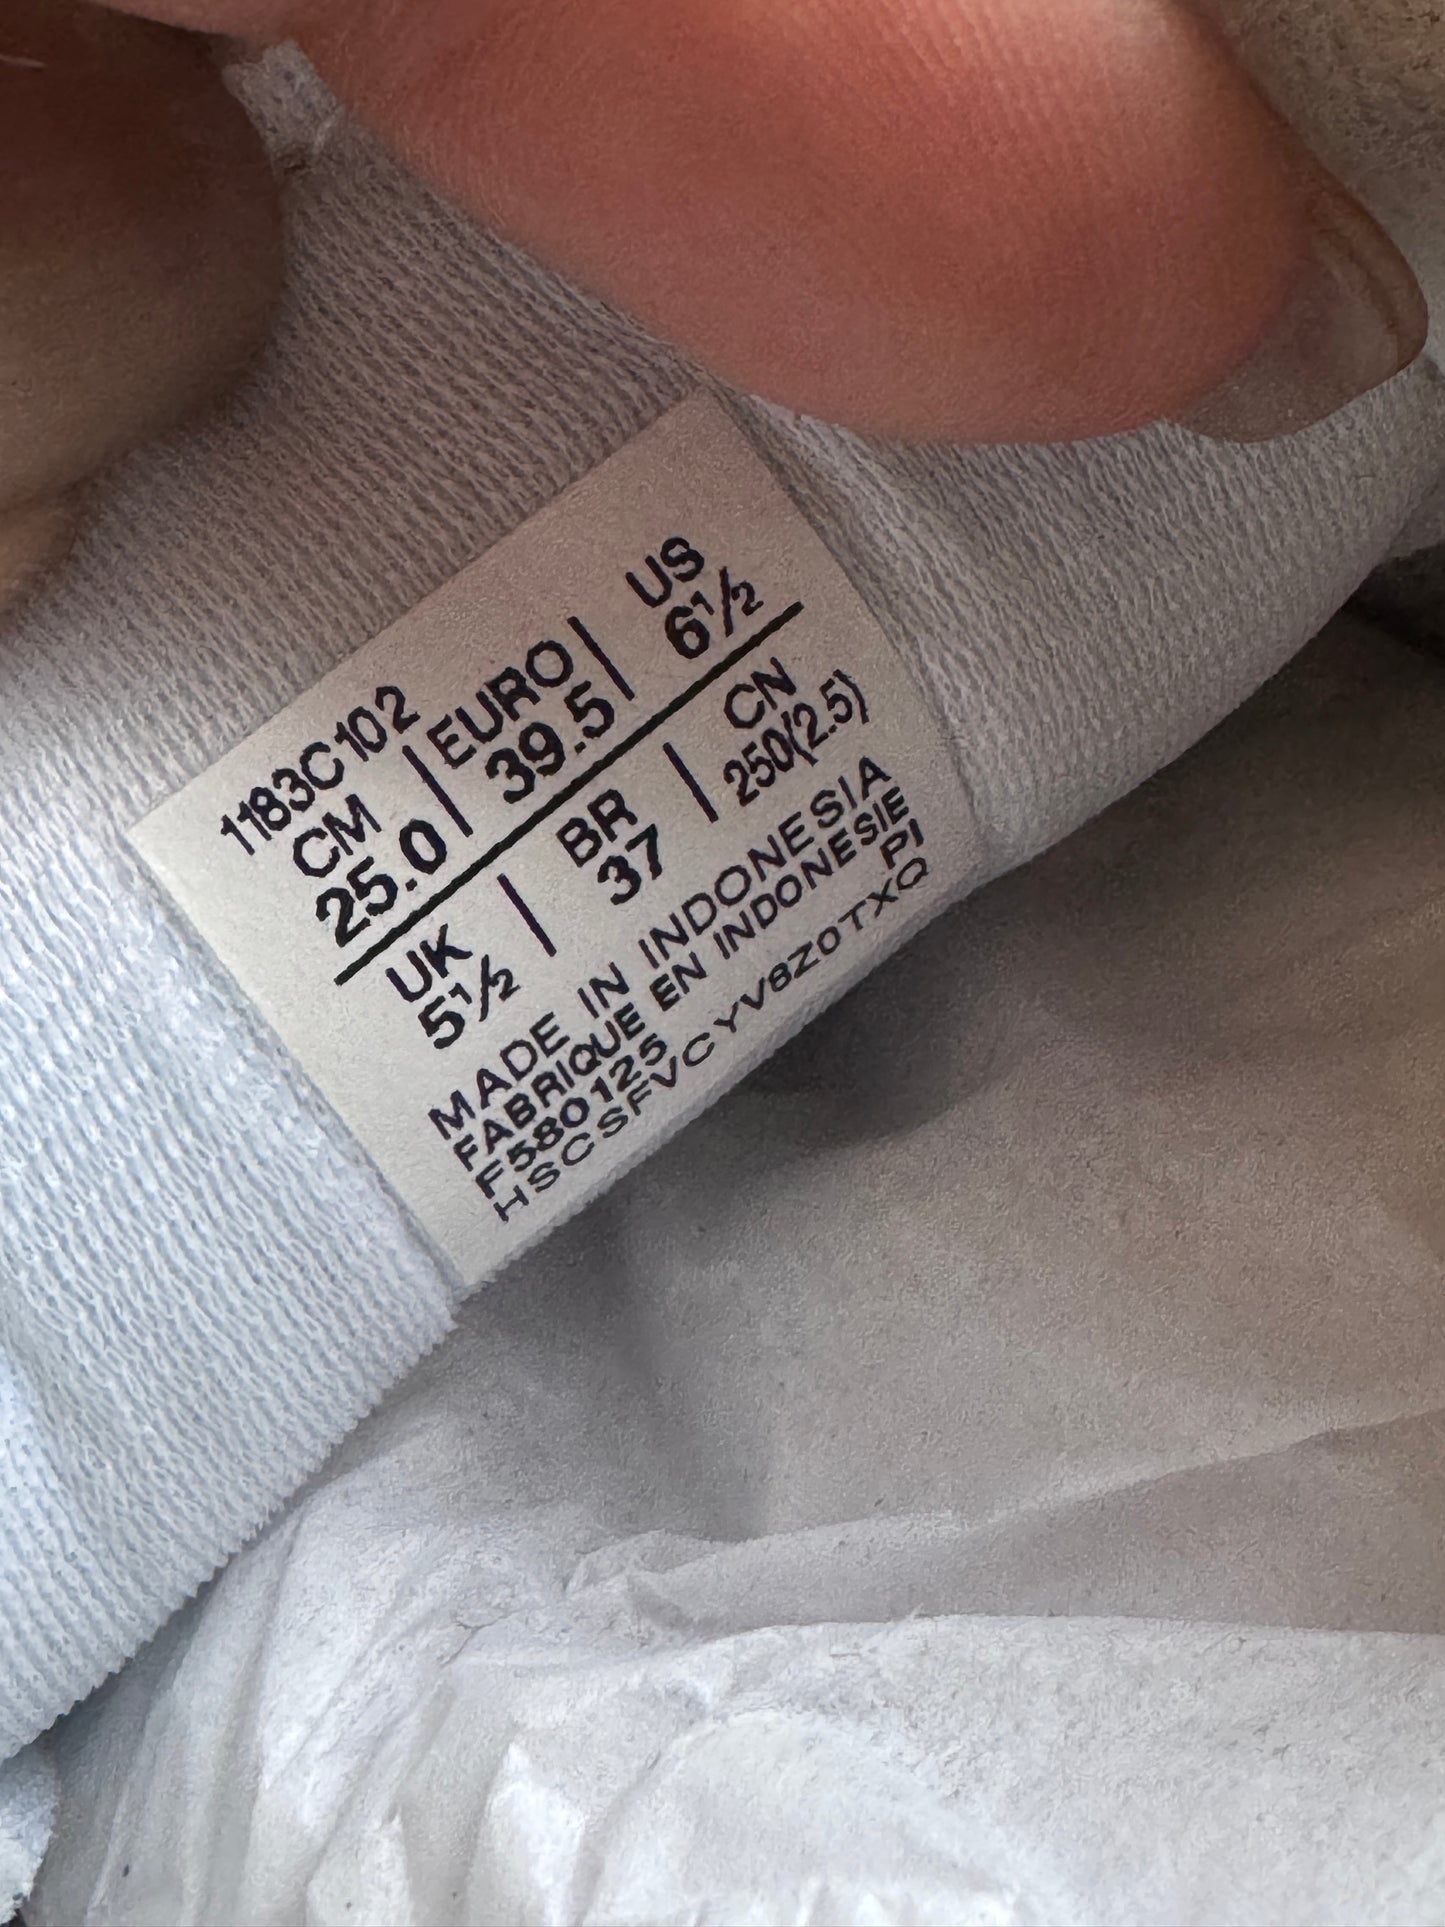 1183C102
CM EURO US
25.0 39.5 6½
UK BR CN
5½ 37 250(2.5)
MADE IN INDONESIA
FABRIQUE EN INDONESIE
F580125 PI
HSCSFVCYV8Z0TXQ